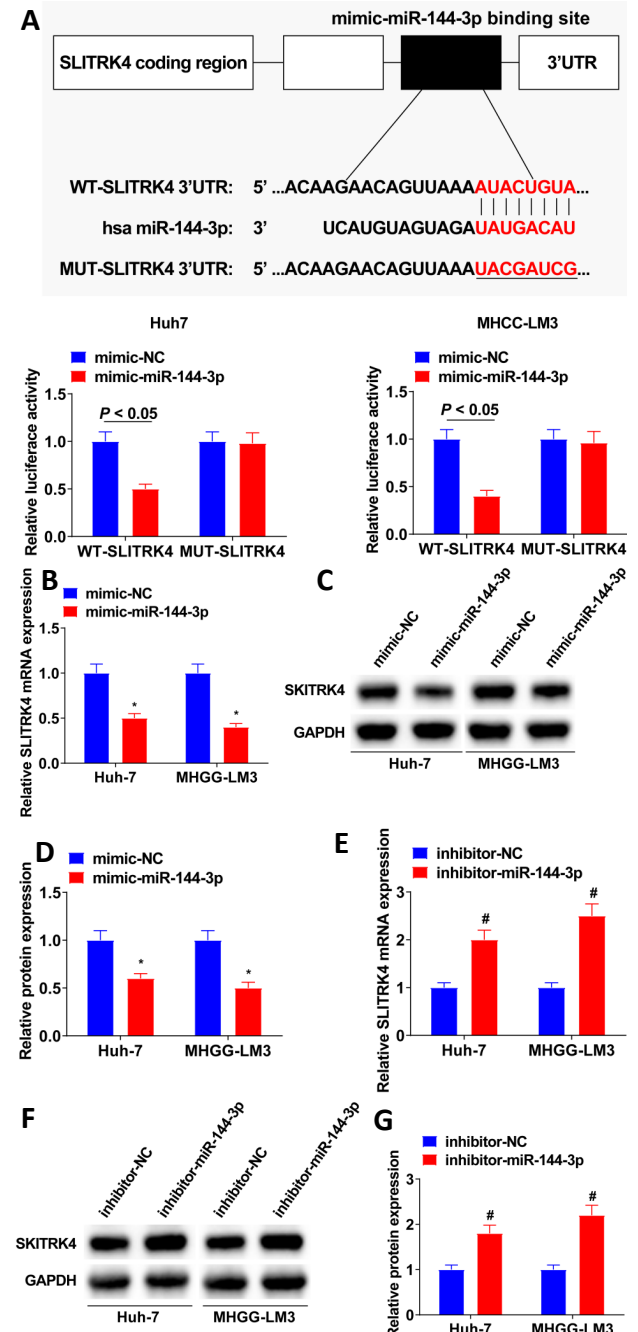 A
mimic-miR-144-3p binding site
SLITRK4 coding region
3'UTR
WT-SLITRK4 3'UTR: 5' ...ACAAGAACAGUUAAAAUACUGUA...
hsa miR-144-3p: 3' UCAUGUAGUAGAUAUGACAU
MUT-SLITRK4 3'UTR: 5' ...ACAAGAACAGUUAAAUACGAUCG...
Huh7
mimic-NC
mimic-miR-144-3p
Relative luciferace activity
1.5
1.0
0.5
0.0
P < 0.05
WT-SLITRK4
MUT-SLITRK4
MHCC-LM3
mimic-NC
mimic-miR-144-3p
Relative luciferace activity
1.5
1.0
0.5
0.0
P < 0.05
WT-SLITRK4
MUT-SLITRK4
B
mimic-NC
mimic-miR-144-3p
Relative SLITRK4 mRNA expression
1.5
1.0
0.5
0.0
*
*
Huh-7
MHGG-LM3
C
mimic-NC
mimic-miR-144-3p
mimic-NC
mimic-miR-144-3p
SKITRK4
GAPDH
Huh-7
MHGG-LM3
D
mimic-NC
mimic-miR-144-3p
Relative protein expression
1.5
1.0
0.5
0.0
*
*
Huh-7
MHGG-LM3
E
inhibitor-NC
inhibitor-miR-144-3p
Relative SLITRK4 mRNA expression
3
2
1
0
#
#
Huh-7
MHGG-LM3
F
inhibitor-NC
inhibitor-miR-144-3p
inhibitor-NC
inhibitor-miR-144-3p
SKITRK4
GAPDH
Huh-7
MHGG-LM3
G
inhibitor-NC
inhibitor-miR-144-3p
Relative protein expression
3
2
1
0
#
#
Huh-7
MHGG-LM3